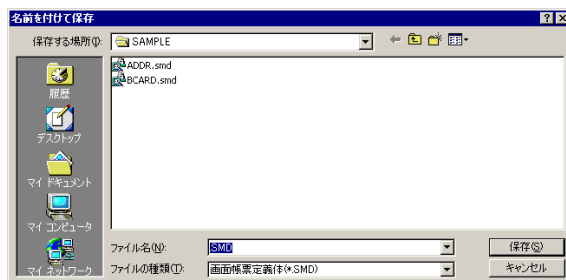 名前を付けて保存
保存する場所(I): SAMPLE
ADDR.smd
BCARD.smd
履歴
デスクトップ
マイ ドキュメント
マイ コンピュータ
マイ ネットワーク
ファイル名(N): SMD 保存(S)
ファイルの種類(T): 画面帳票定義体(*.SMD) キャンセル